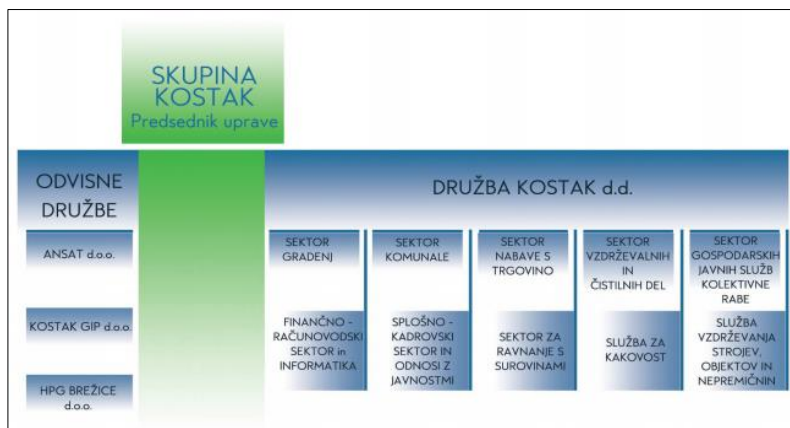 SKUPINA
KOSTAK
Predsednik uprave
ODVISNE
DRUŽBE
ANSAT d.o.o.
KOSTAK GIP d.o.o.
HPG BREŽICE
d.o.o.
DRUŽBA KOSTAK d.d.
SEKTOR
GRADENJ
SEKTOR
KOMUNALE
SEKTOR
NABAVE S
TRGOVINO
SEKTOR
VZDRŽEVALNIH
IN
ČISTILNIH DEL
SEKTOR
GOSPODARSKIH
JAVNIH SLUŽB
KOLEKTIVNE
RABE
FINANČNO -
RAČUNOVODSKI
SEKTOR in
INFORMATIKA
SPLOŠNO -
KADROVSKI
SEKTOR IN
ODNOSI Z
JAVNOSTMI
SEKTOR ZA
RAVNANJE S
SUROVINAMI
SLUŽBA ZA
KAKOVOST
SLUŽBA
VZDRŽEVANJA
STROJEV,
OBJEKTOV IN
NEPREMIČNIN